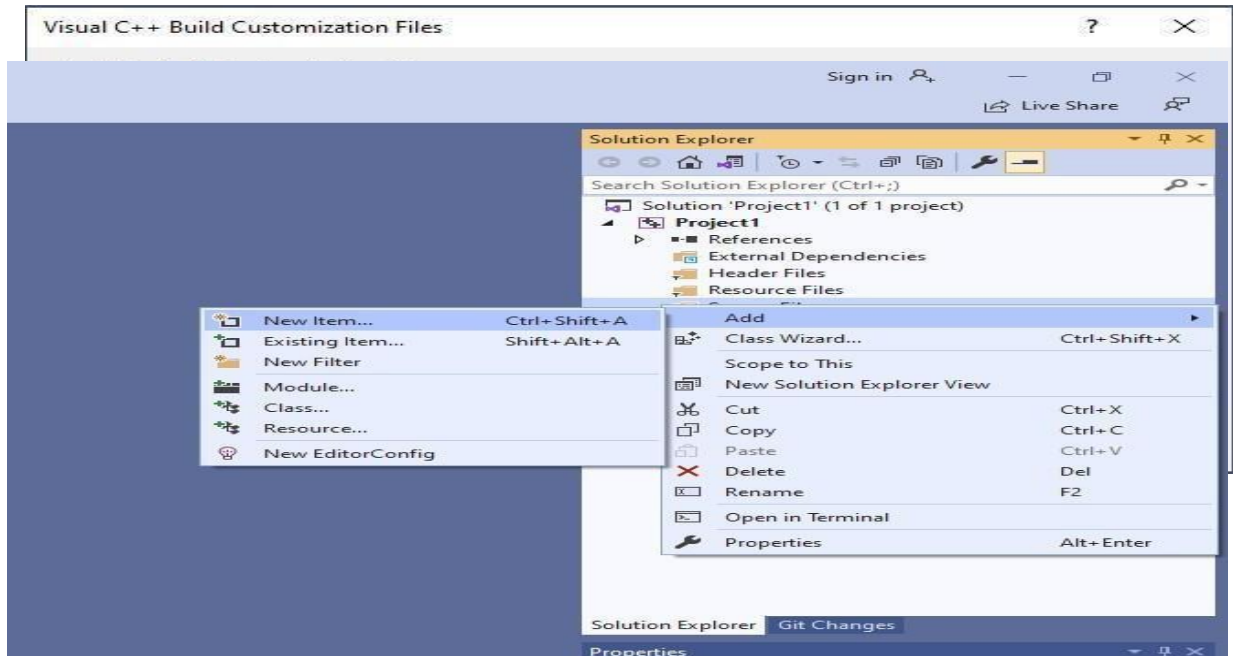 Visual C++ Build Customization Files
?
Sign in
Live Share
Solution Explorer
Search Solution Explorer (Ctrl+;)
Solution 'Project1' (1 of 1 project)
Project1
References
External Dependencies
Header Files
Resource Files
New Item... Ctrl+Shift+A
Existing Item... Shift+Alt+A
New Filter
Module...
Class...
Resource...
New EditorConfig
Add
Class Wizard... Ctrl+Shift+X
Scope to This
New Solution Explorer View
Cut Ctrl+X
Copy Ctrl+C
Paste Ctrl+V
Delete Del
Rename F2
Open in Terminal
Properties Alt+Enter
Solution Explorer Git Changes
Properties